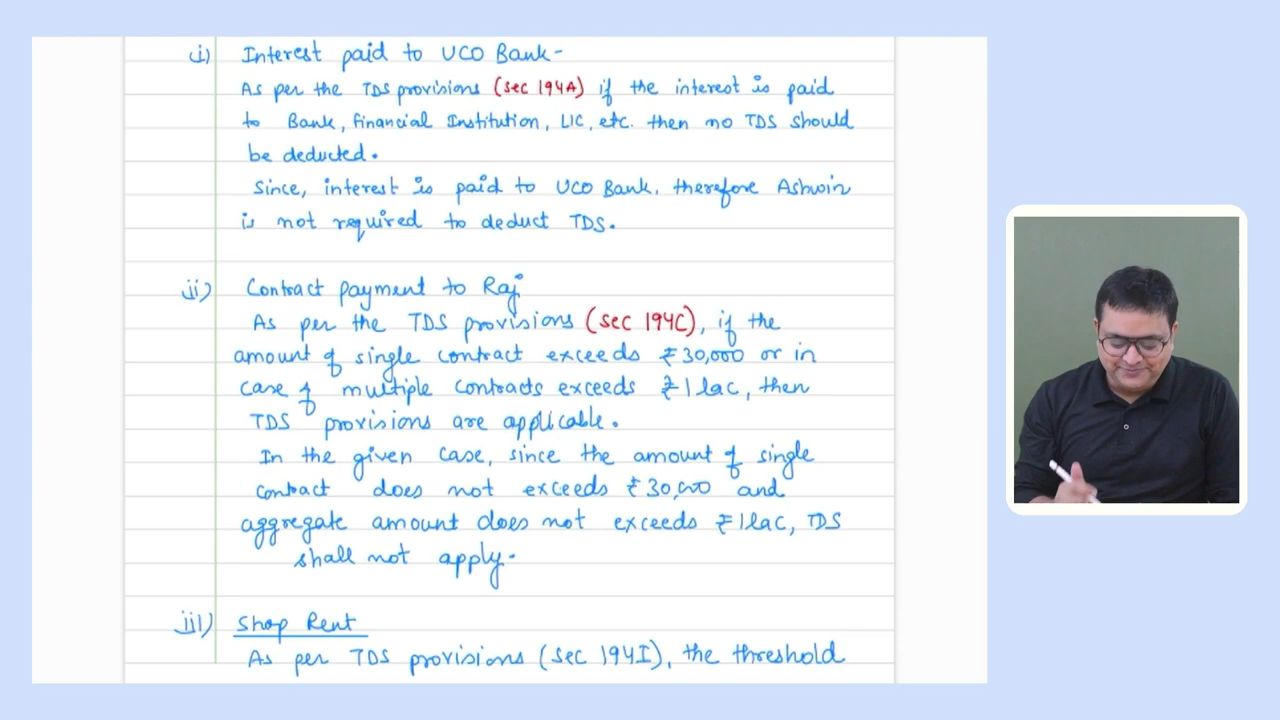 i) Interest paid to UCO Bank-
As per the TDS provisions (sec 194A) if the interest is paid
to Bank, Financial Institution, LIC, etc. then no TDS should
be deducted.
Since, interest is paid to UCO Bank, therefore Ashwin
is not required to deduct TDS.
ii) Contract payment to Raj
As per the TDS provisions (sec 194C), if the
amount of single contract exceeds ₹30,000 or in
case of multiple contracts exceeds ₹1 lac, then
TDS provisions are applicable.
In the given case, since the amount of single
contract does not exceeds ₹30,000 and
aggregate amount does not exceeds ₹1lac, TDS
shall not apply.
iii) Shop Rent
As per TDS provisions (sec 194I), the threshold